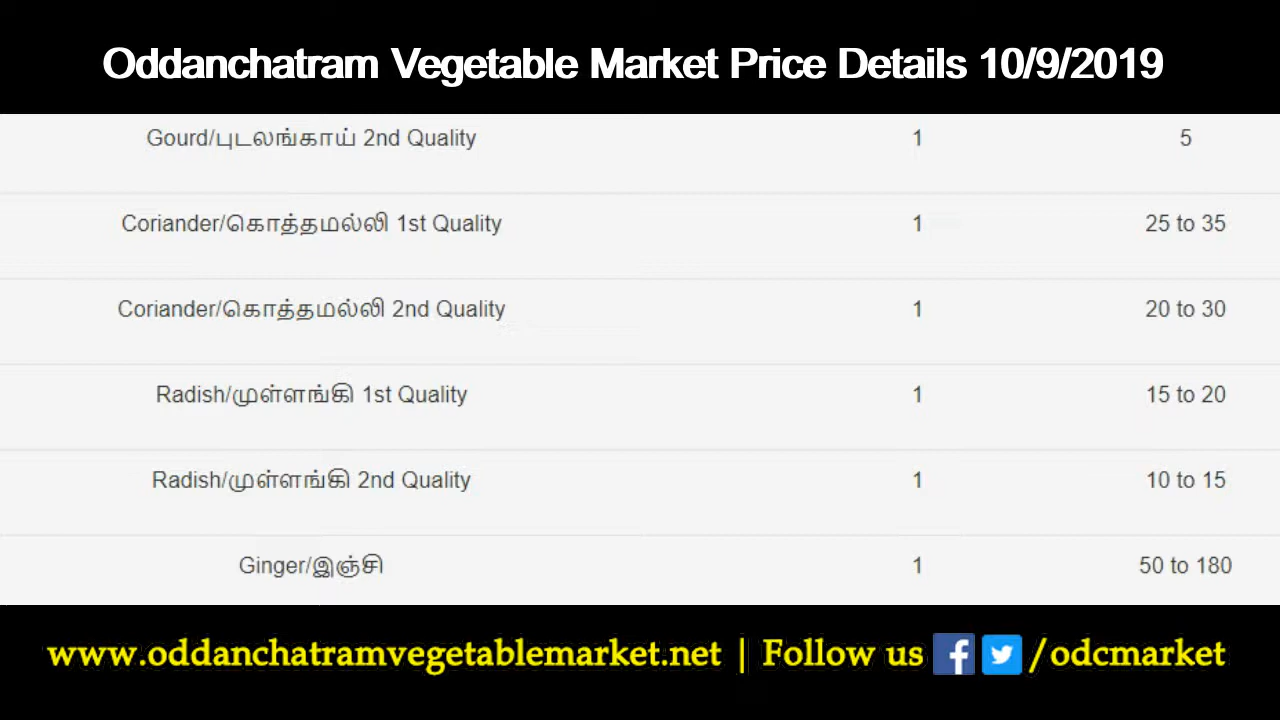 Oddanchatram Vegetable Market Price Details 10/9/2019
Gourd/புடலங்காய் 2nd Quality 1 5
Coriander/கொத்தமல்லி 1st Quality 1 25 to 35
Coriander/கொத்தமல்லி 2nd Quality 1 20 to 30
Radish/முள்ளங்கி 1st Quality 1 15 to 20
Radish/முள்ளங்கி 2nd Quality 1 10 to 15
Ginger/இஞ்சி 1 50 to 180
www.oddanchatramvegetablemarket.net | Follow us /odcmarket